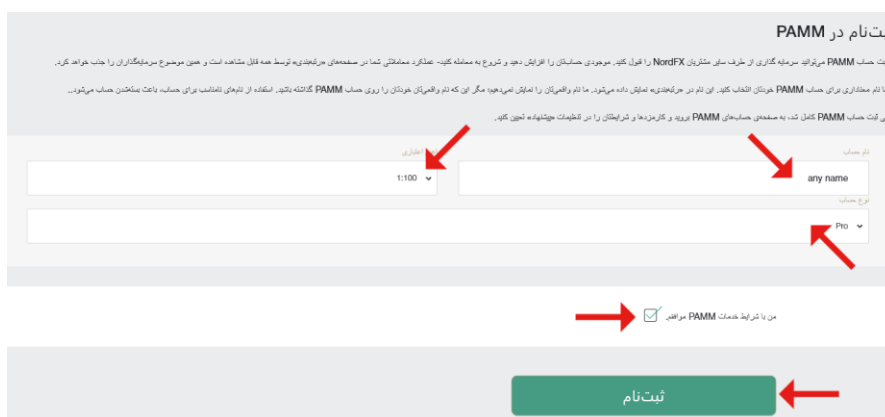 ثبت‌نام در PAMM
حساب PAMM می‌توانید سرمایه گذاری از طرف سایر مشتریان NordFX را قبول کنید. موجودی حسابتان را افزایش دهید و شروع به معامله کنید- عملکرد معاملاتی شما در صفحه‌های «رتبه‌بندی» توسط همه قابل مشاهده است و همین موضوع سرمایه‌گذاران را جذب خواهد کرد.
نام معناداری برای حساب PAMM خودتان انتخاب کنید. این نام در «رتبه‌بندی» نمایش داده می‌شود. ما نام واقعی‌تان را نمایش نمی‌دهیم؛ مگر این که نام واقعی‌تان خودتان را روی حساب PAMM گذاشته باشید. استفاده از نام‌های نامناسب برای حساب، باعث بسته‌شدن حساب می‌شود..
ثبت حساب PAMM کامل شد، به صفحه‌ی حساب‌های PAMM بروید و کارمزدها و شرایطتان را در تنظیمات «پیشنهاد» تعیین کنید.
نام حساب
اعتباری
any name
1:100
نوع حساب
Pro
من با شرایط خدمات PAMM موافقم.
ثبت‌نام